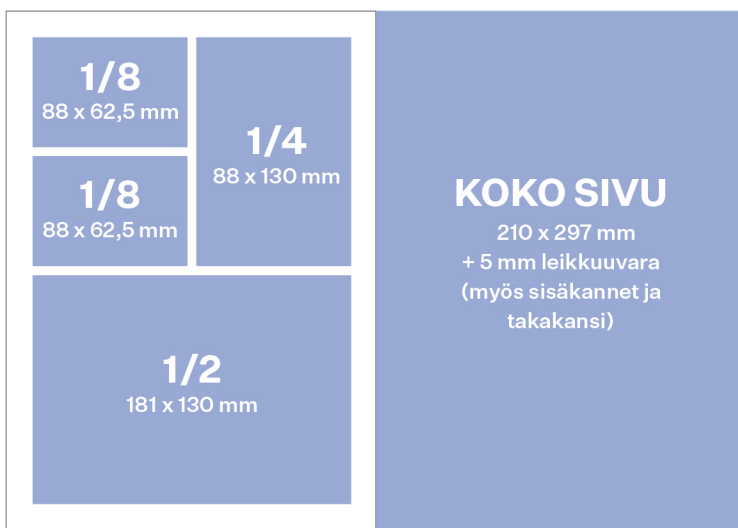 1/8
88 x 62,5 mm
1/4
88 x 130 mm
1/8
88 x 62,5 mm
1/2
181 x 130 mm
KOKO SIVU
210 x 297 mm
+ 5 mm leikkuuvara
(myös sisäkannet ja
takakansi)